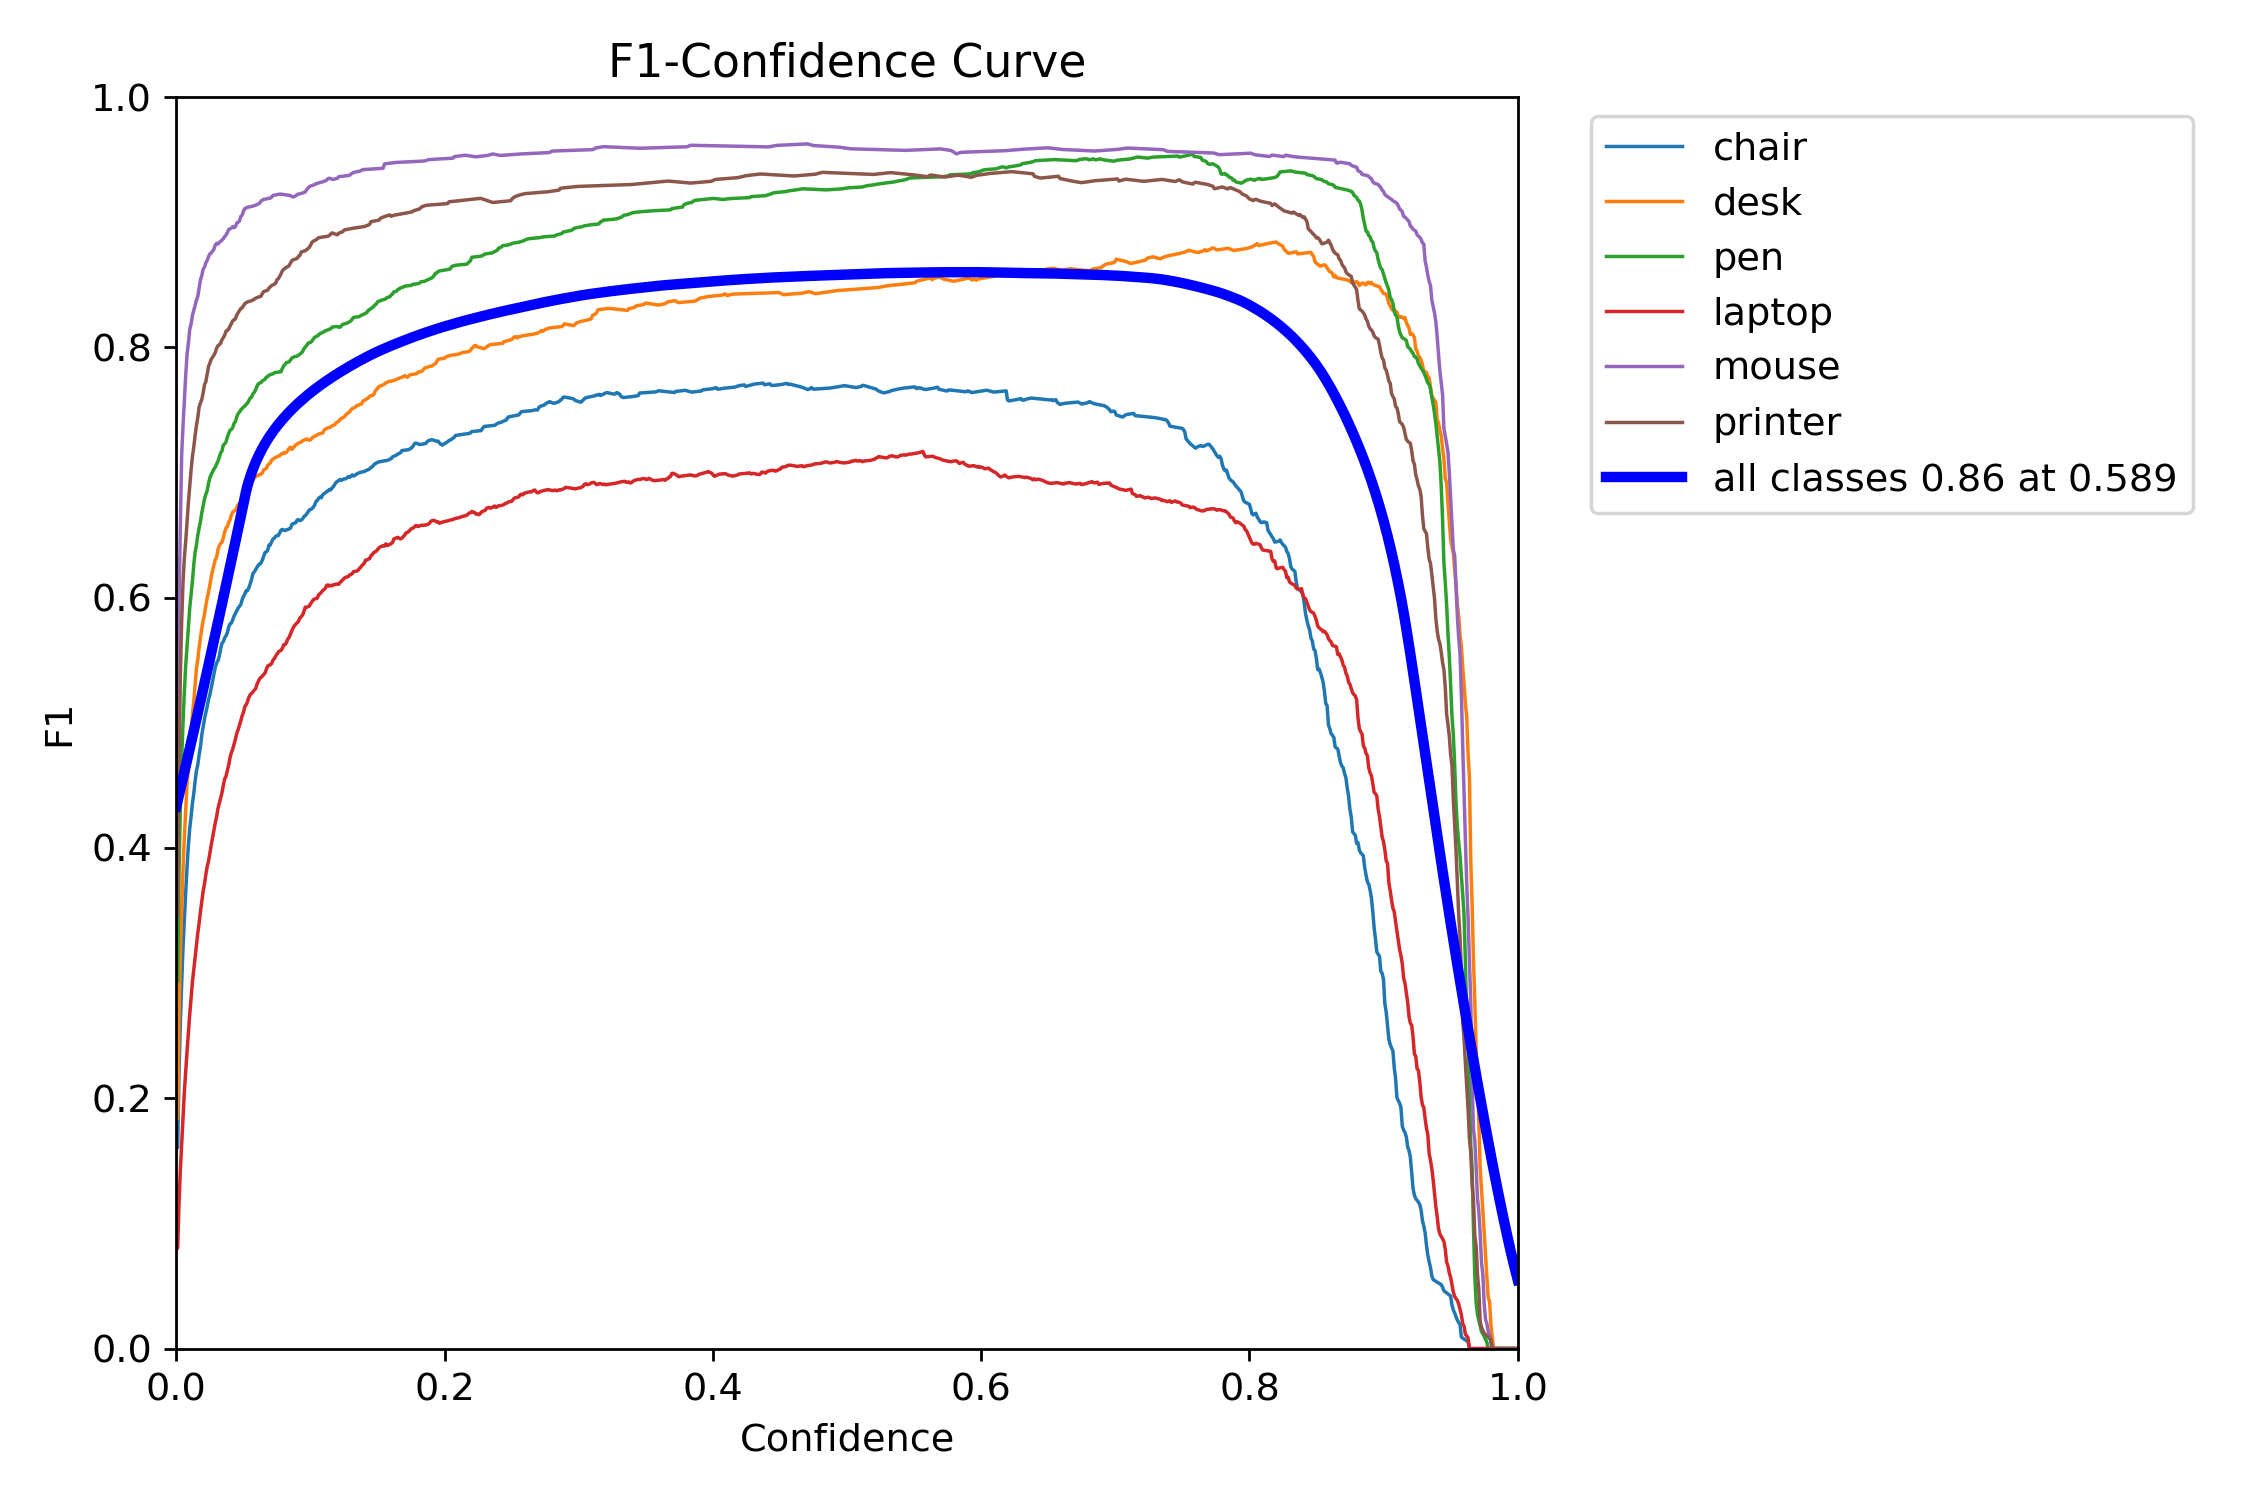 F1-Confidence Curve
1.0
0.8
0.6
0.4
0.2
0.0
F1
0.0 0.2 0.4 0.6 0.8 1.0
Confidence
chair
desk
pen
laptop
mouse
printer
all classes 0.86 at 0.589